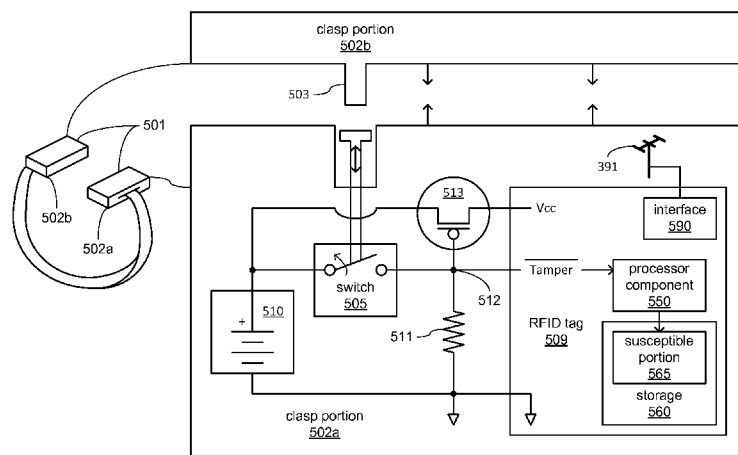 clasp portion
502b
503
501
391
502b
513
Vcc
interface
590
502a
switch
505
Tamper
processor
component
550
512
510
+
511
RFID tag
509
susceptible
portion
565
storage
560
clasp portion
502a